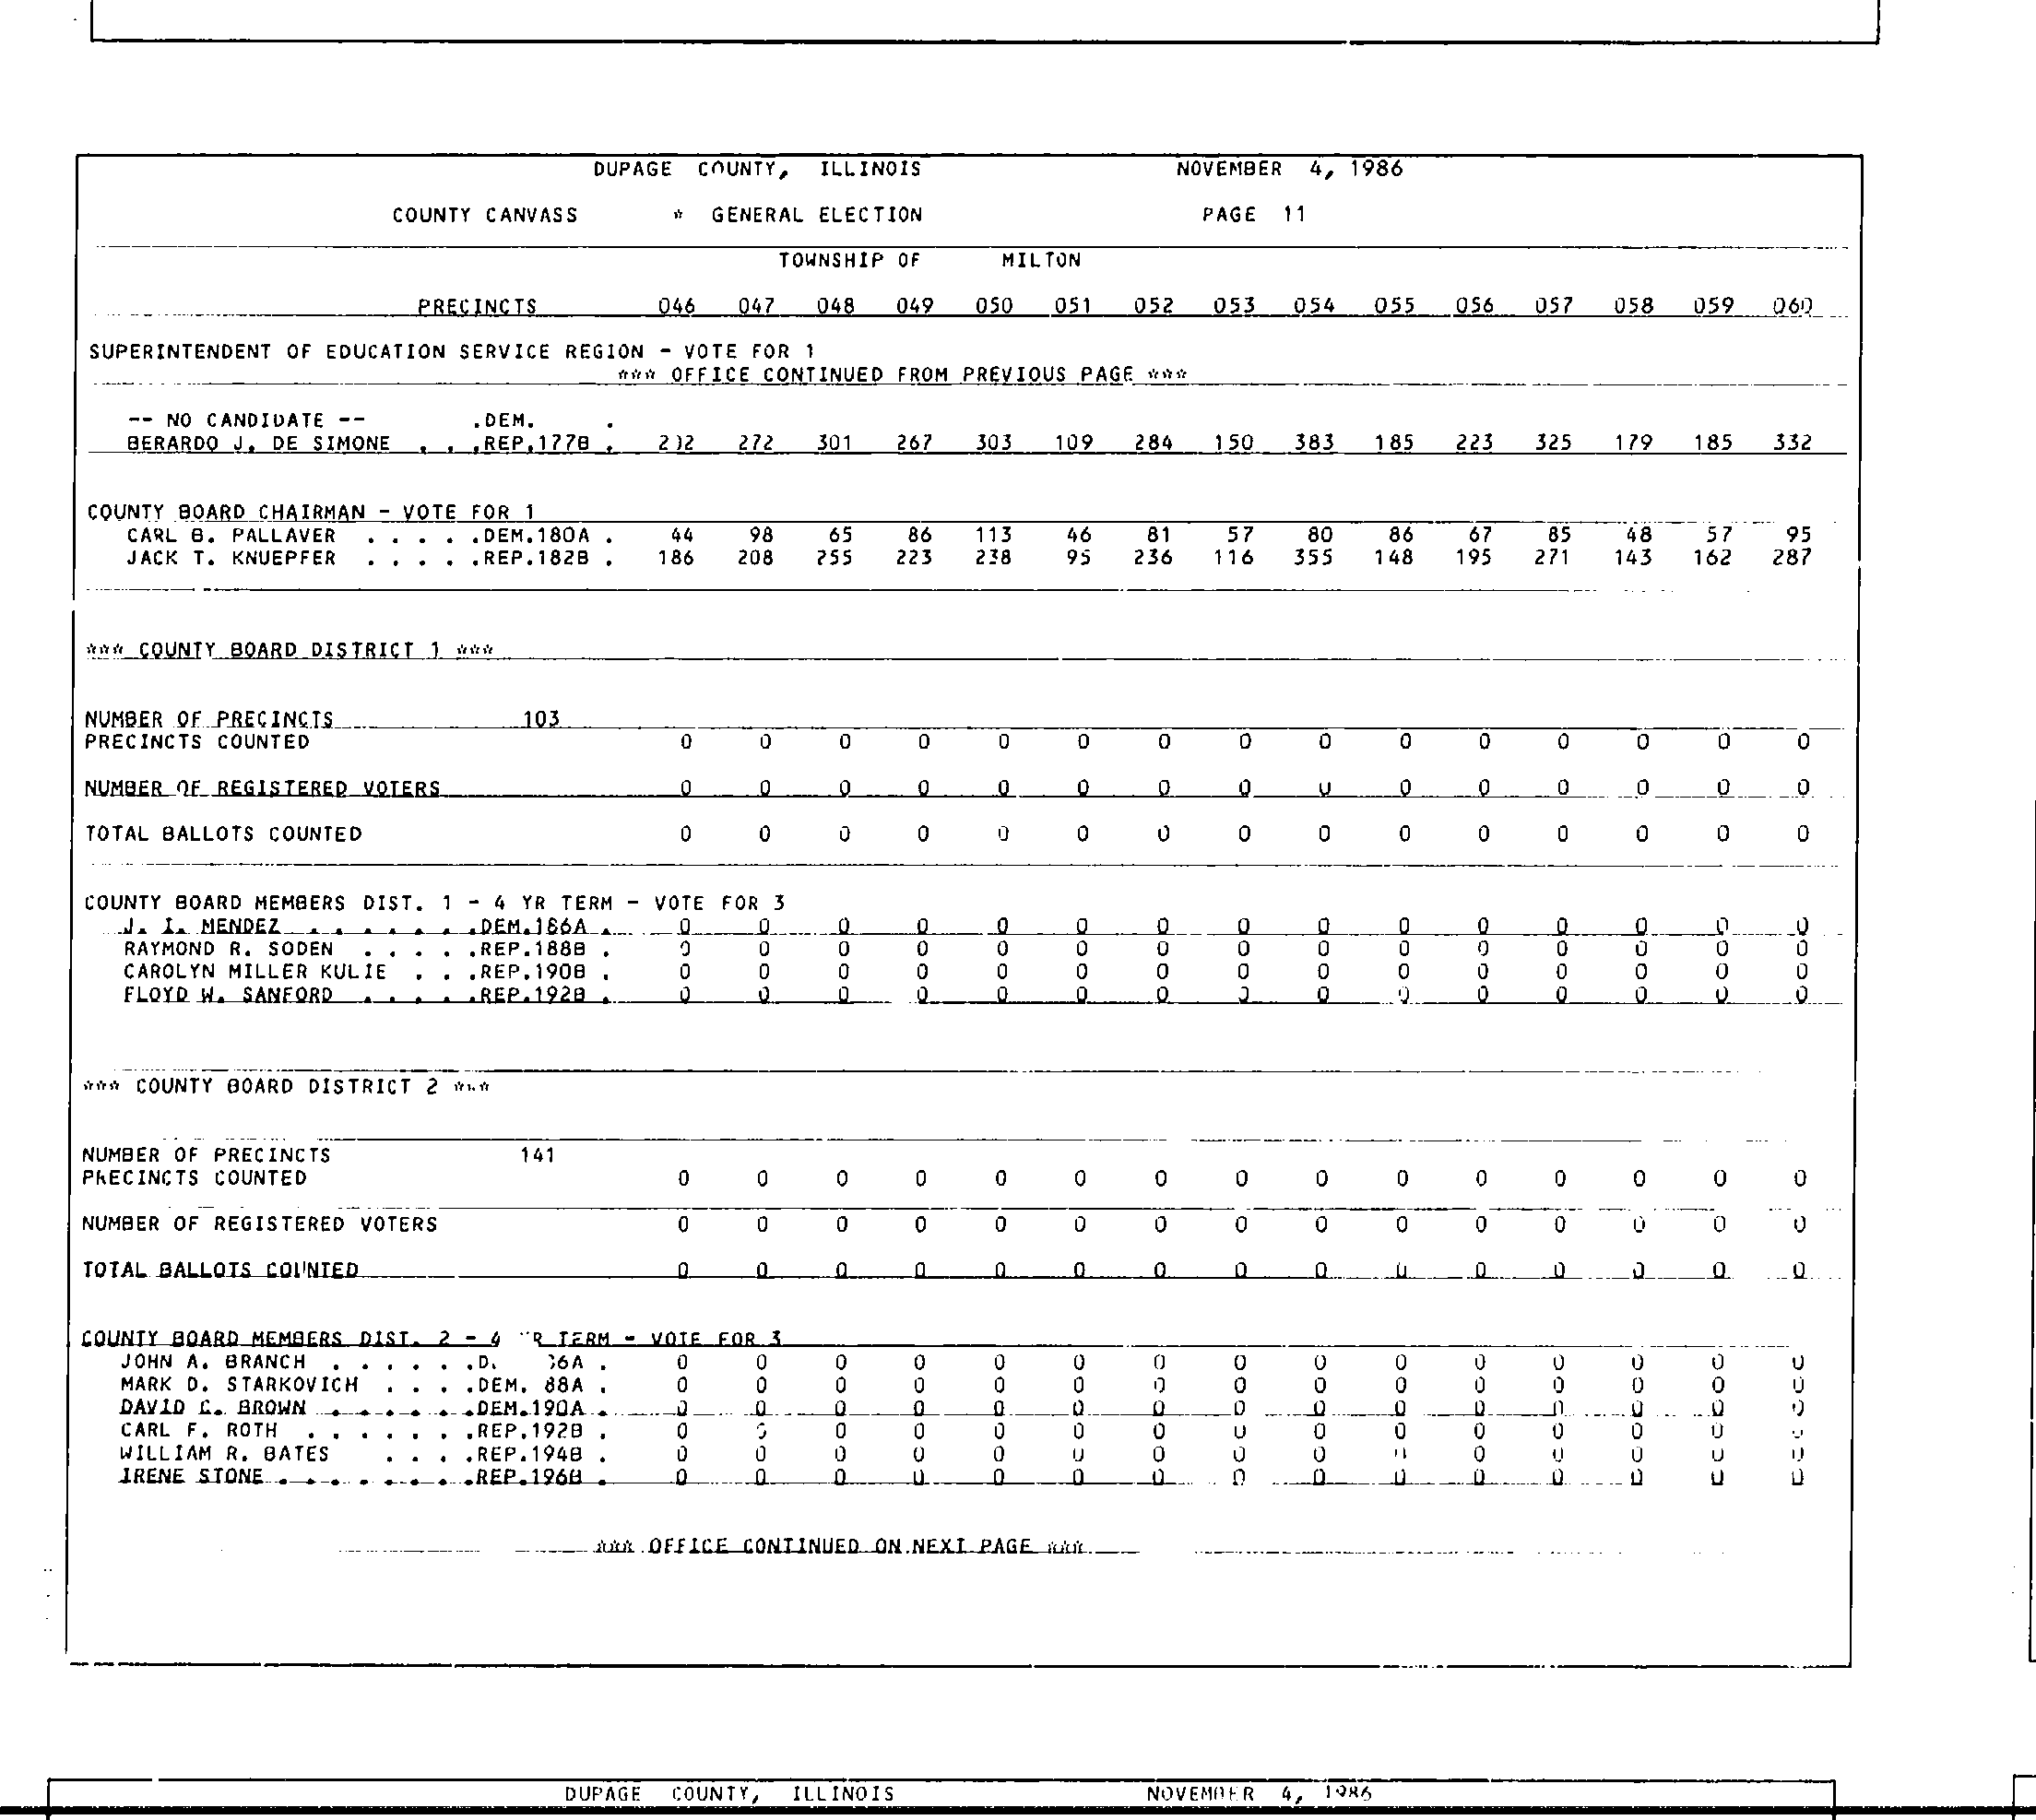 DUPAGE COUNTY, ILLINOIS NOVEMBER 4, 1986
COUNTY CANVASS * GENERAL ELECTION PAGE 11
TOWNSHIP OF MILTON
PRECINCTS 046 047 048 049 050 051 052 053 054 055 056 057 058 059 060
SUPERINTENDENT OF EDUCATION SERVICE REGION - VOTE FOR 1
*** OFFICE CONTINUED FROM PREVIOUS PAGE ***
-- NO CANDIDATE -- .DEM. .
BERARDO J. DE SIMONE . . .REP.177B . 272 301 267 303 109 284 150 383 185 223 325 179 185 332
COUNTY BOARD CHAIRMAN - VOTE FOR 1
CARL B. PALLAVER . . . . .DEM.180A . 44 98 65 86 113 46 81 57 80 86 67 85 48 57 95
JACK T. KNUEPFER . . . . .REP.182B . 186 208 255 223 238 95 236 116 355 148 195 271 143 162 287
*** COUNTY BOARD DISTRICT 1 ***
NUMBER OF PRECINCTS 103
PRECINCTS COUNTED 0 0 0 0 0 0 0 0 0 0 0 0 0 0 0
NUMBER OF REGISTERED VOTERS 0 0 0 0 0 0 0 0 0 0 0 0 0 0 0
TOTAL BALLOTS COUNTED 0 0 0 0 0 0 0 0 0 0 0 0 0 0 0
COUNTY BOARD MEMBERS DIST. 1 - 4 YR TERM - VOTE FOR 3
J. I. MENDEZ . . . . . . .DEM.186A . 0 0 0 0 0 0 0 0 0 0 0 0 0 0 0
RAYMOND R. SODEN . . . . .REP.188B . 0 0 0 0 0 0 0 0 0 0 0 0 0 0 0
CAROLYN MILLER KULIE . . .REP.190B . 0 0 0 0 0 0 0 0 0 0 0 0 0 0 0
FLOYD W. SANFORD . . . . .REP.192B . 0 0 0 0 0 0 0 0 0 0 0 0 0 0 0
*** COUNTY BOARD DISTRICT 2 ***
NUMBER OF PRECINCTS 141
PRECINCTS COUNTED 0 0 0 0 0 0 0 0 0 0 0 0 0 0 0
NUMBER OF REGISTERED VOTERS 0 0 0 0 0 0 0 0 0 0 0 0 0 0 0
TOTAL BALLOTS COUNTED 0 0 0 0 0 0 0 0 0 0 0 0 0 0 0
COUNTY BOARD MEMBERS DIST. 2 - 4 YR TERM - VOTE FOR 3
JOHN A. BRANCH . . . . . . 0 0 0 0 0 0 0 0 0 0 0 0 0 0 0
MARK D. STARKOVICH . . . .DEM. 88A . 0 0 0 0 0 0 0 0 0 0 0 0 0 0 0
DAVID C. BROWN . . . . . .DEM.190A . 0 0 0 0 0 0 0 0 0 0 0 0 0 0 0
CARL F. ROTH . . . . . . .REP.192B . 0 0 0 0 0 0 0 0 0 0 0 0 0 0 0
WILLIAM R. BATES . . . .REP.194B . 0 0 0 0 0 0 0 0 0 0 0 0 0 0 0
IRENE STONE . . . . . . . .REP.196B . 0 0 0 0 0 0 0 0 0 0 0 0 0 0 0
*** OFFICE CONTINUED ON NEXT PAGE ***
DUPAGE COUNTY, ILLINOIS NOVEMBER 4, 1986